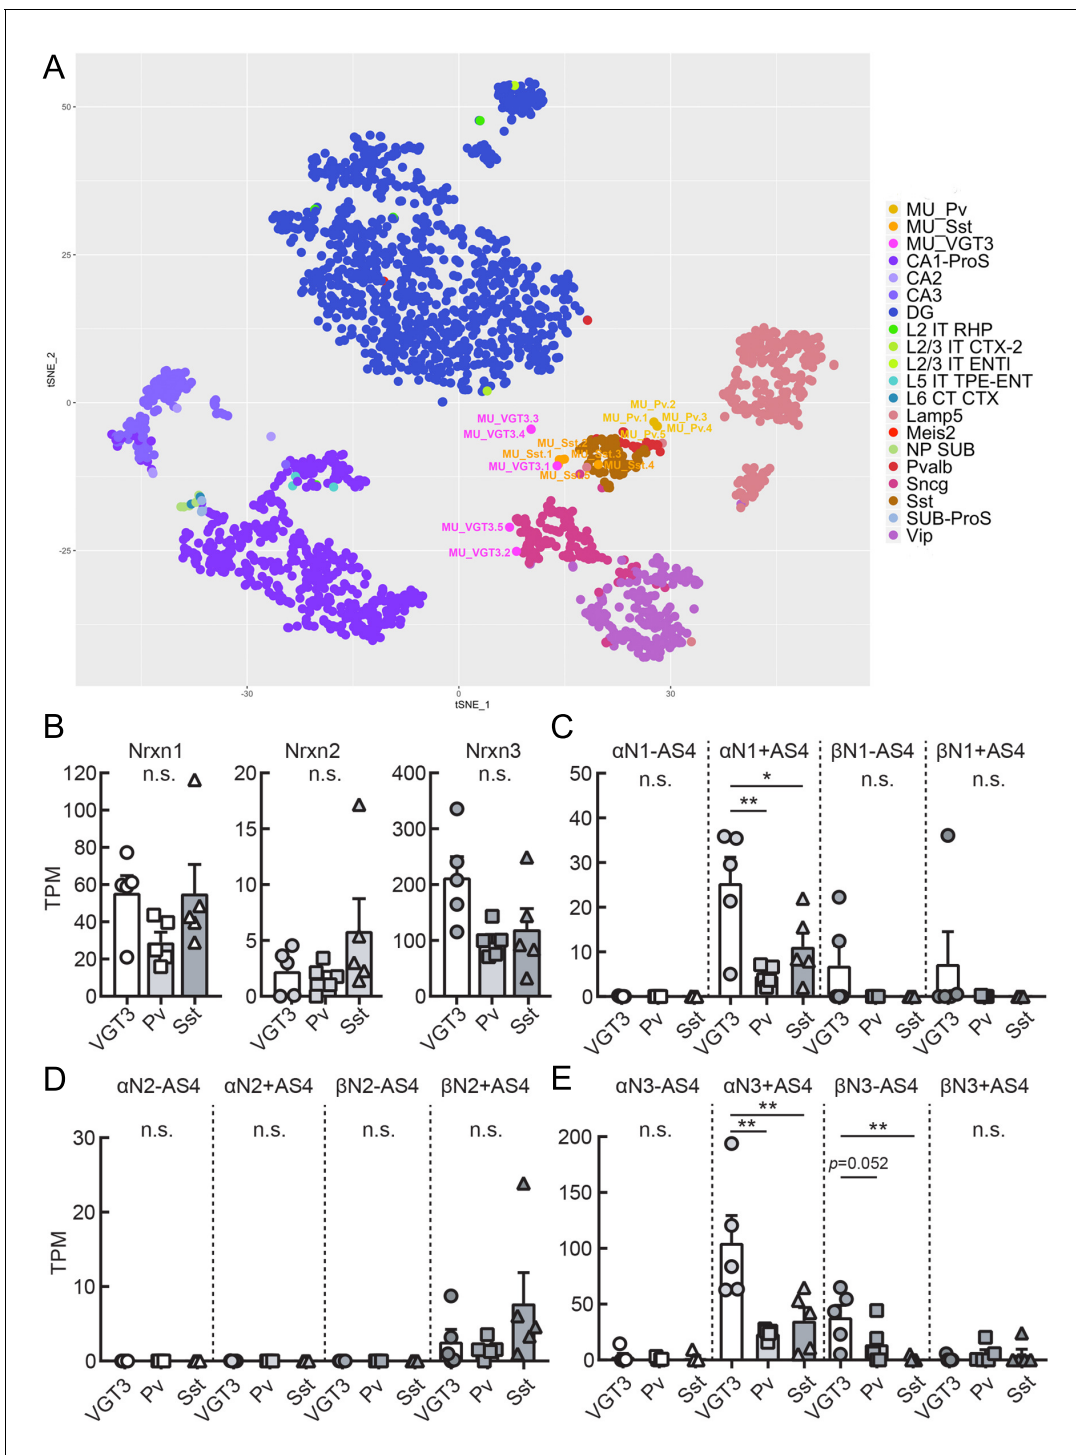 A
50
25
0
-25
tSNE_2
-30
0
30
tSNE_1
MU_Pv.2
MU_VGT3.3
MU_Pv.1
MU_Pv.3
MU_VGT3.4
MU_Pv.5
MU_Pv.4
MU_Sst.2
MU_Sst.1
MU_Sst.3
MU_VGT3.1
MU_Sst.4
MU_VGT3.5
MU_VGT3.2
MU_Pv
MU_Sst
MU_VGT3
CA1-ProS
CA2
CA3
DG
L2 IT RHP
L2/3 IT CTX-2
L2/3 IT ENTl
L5 IT TPE-ENT
L6 CT CTX
Lamp5
Meis2
NP SUB
Pvalb
Sncg
Sst
SUB-ProS
Vip
B
Nrxn1
n.s.
120
100
80
60
40
20
0
TPM
VGT3
Pv
Sst
Nrxn2
n.s.
20
15
10
5
0
VGT3
Pv
Sst
Nrxn3
n.s.
400
300
200
100
0
VGT3
Pv
Sst
C
αN1-AS4 αN1+AS4 βN1-AS4 βN1+AS4
n.s. * n.s. n.s.
**
50
40
30
20
10
0
VGT3 Pv Sst VGT3 Pv Sst VGT3 Pv Sst VGT3 Pv Sst
D
αN2-AS4 αN2+AS4 βN2-AS4 βN2+AS4
n.s. n.s. n.s. n.s.
30
20
10
0
TPM
VGT3 Pv Sst VGT3 Pv Sst VGT3 Pv Sst VGT3 Pv Sst
E
αN3-AS4 αN3+AS4 βN3-AS4 βN3+AS4
n.s. ** ** n.s.
**
p=0.052
200
150
100
50
0
VGT3 Pv Sst VGT3 Pv Sst VGT3 Pv Sst VGT3 Pv Sst